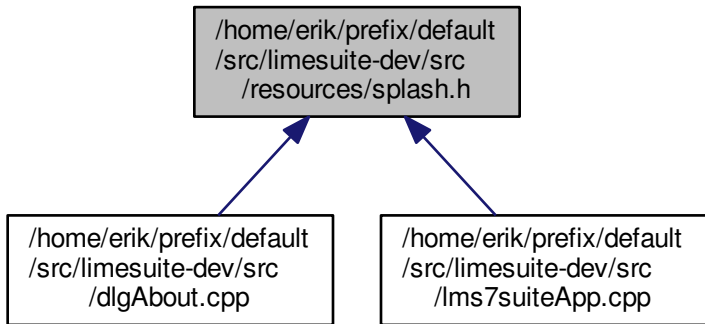 /home/erik/prefix/default
/src/limesuite-dev/src
/resources/splash.h
/home/erik/prefix/default
/src/limesuite-dev/src
/dlgAbout.cpp
/home/erik/prefix/default
/src/limesuite-dev/src
/lms7suiteApp.cpp